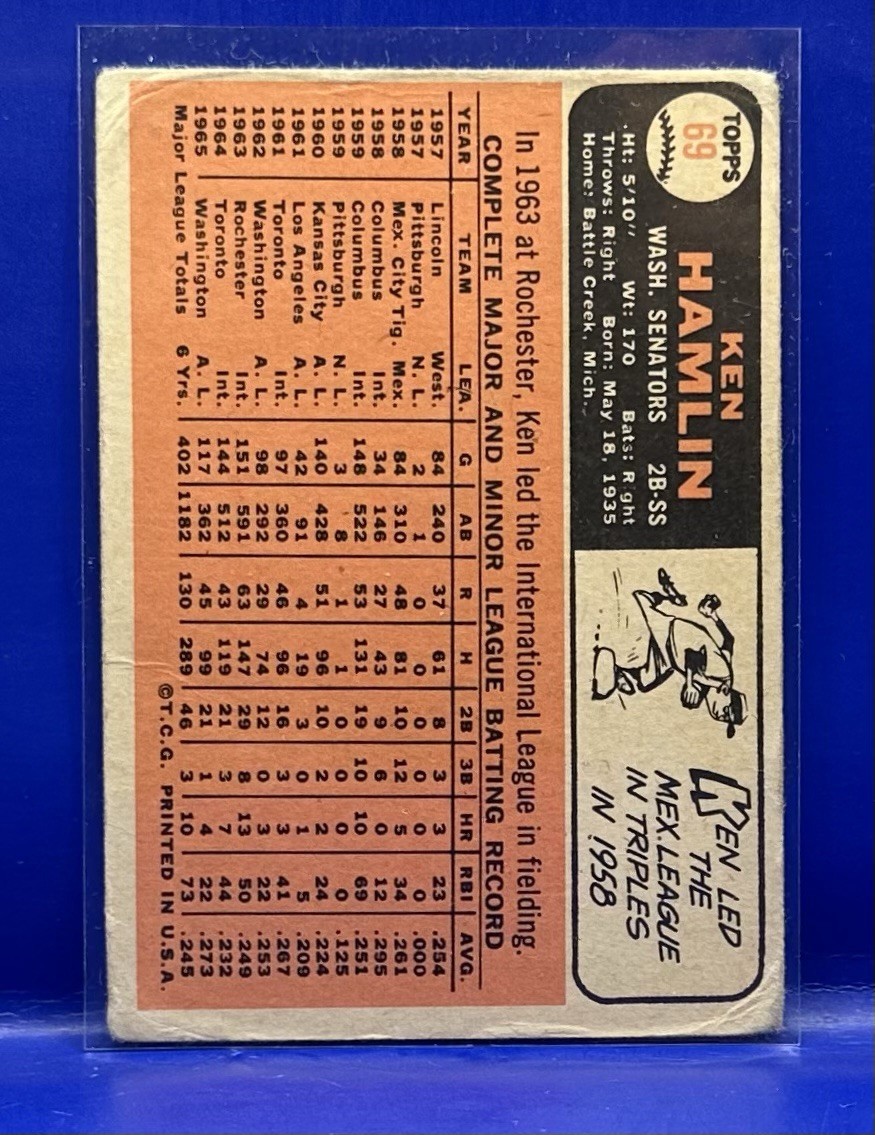 TOPPS
69
KEN
HAMLIN
WASH. SENATORS 2B-SS
Ht: 5/10" Wt: 170 Bats: Right
Throws: Right Born: May 18, 1935
Home: Battle Creek, Mich.
KEN LED
THE
MEX. LEAGUE
IN TRIPLES
IN 1958
In 1963 at Rochester, Ken led the International League in fielding.
COMPLETE MAJOR AND MINOR LEAGUE BATTING RECORD
YEAR TEAM LEA. G AB R H 2B 3B HR RBI AVG.
1957 Lincoln West. 84 240 37 61 8 3 3 23 .254
1957 Pittsburgh N. L. 2 1 0 0 0 0 0 0 .000
1958 Mex. City Tig. Mex. 84 310 48 81 10 12 5 34 .261
1958 Columbus Int. 34 146 27 43 9 6 0 12 .295
1959 Columbus Int. 148 522 53 131 19 10 10 69 .251
1959 Pittsburgh N. L. 3 8 1 1 0 0 0 0 .125
1960 Kansas City A. L. 140 428 51 96 10 2 2 24 .224
1961 Los Angeles A. L. 42 91 4 19 3 0 1 5 .209
1961 Toronto Int. 97 360 46 96 16 3 3 41 .267
1962 Washington A. L. 98 292 29 74 12 0 3 22 .253
1963 Rochester Int. 151 591 63 147 29 8 13 50 .249
1964 Toronto Int. 144 512 43 119 21 3 7 44 .232
1965 Washington A. L. 117 362 45 99 21 1 4 22 .273
Major League Totals 6 Yrs. 402 1182 130 289 46 3 10 73 .245
©T.C.G. PRINTED IN U.S.A.